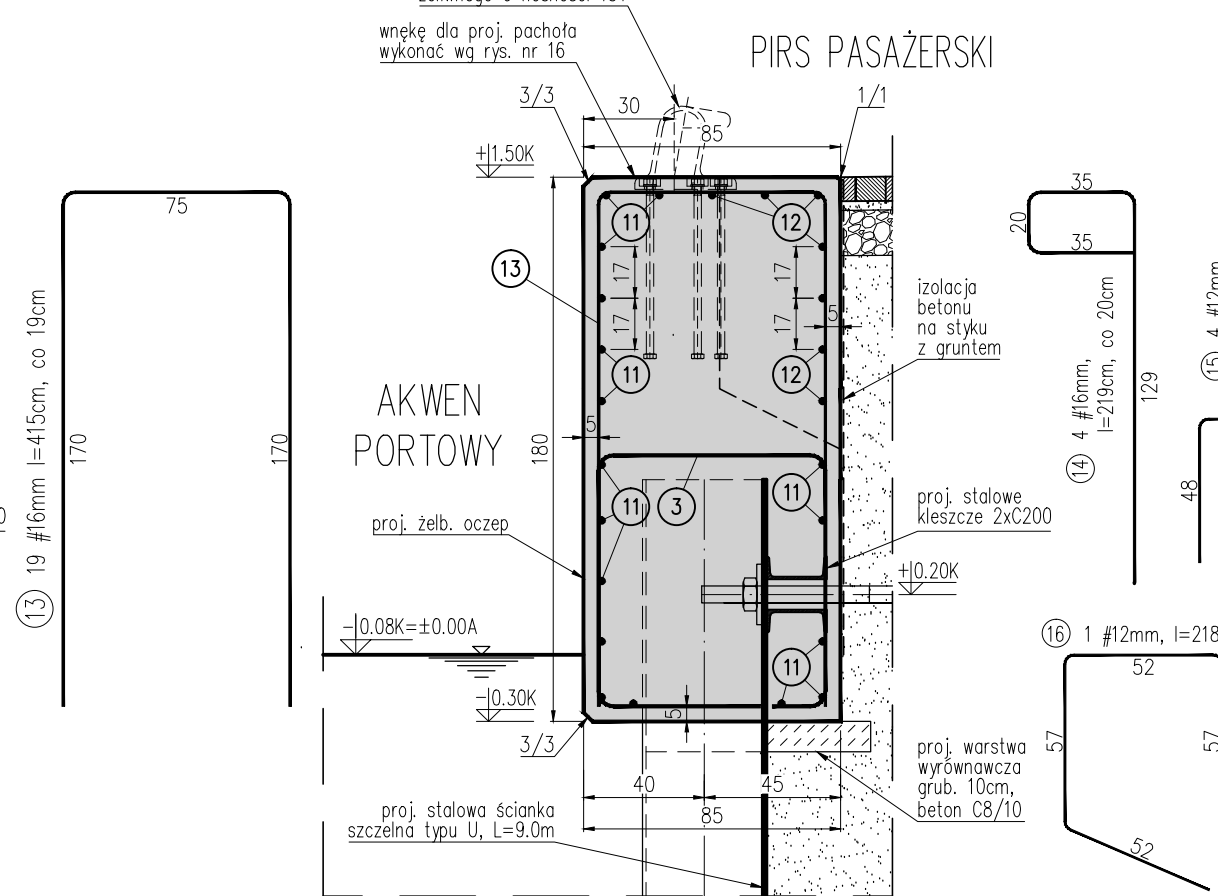 wnękę dla proj. pachoła
wykonać wg rys. nr 16
PIRS PASAŻERSKI
3/3
30
1/1
85
+1.50K
75
35
20
35
11
12
13
17
17
17
17
5
izolacja
betonu
na styku
z gruntem
13 19 #16mm l=415cm, co 19cm
170
170
AKWEN
PORTOWY
180
5
11
12
14 4 #16mm,
l=219cm, co 20cm
129
15 4 #12mm
48
11
3
11
proj. żelb. oczep
proj. stalowe
kleszcze 2xC200
+0.20K
-0.08K=±0.00A
16 1 #12mm, l=218
52
57
57
52
11
-0.30K
5
3/3
proj. warstwa
wyrównawcza
grub. 10cm,
beton C8/10
40
45
85
proj. stalowa ścianka
szczelna typu U, L=9.0m